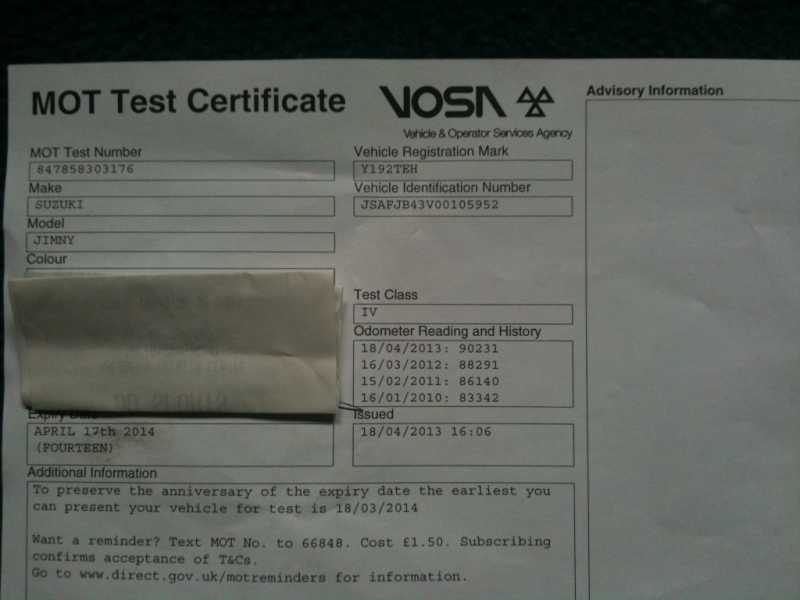 MOT Test Certificate
VOSA
Vehicle & Operator Services Agency
Advisory Information
MOT Test Number
847858303176
Vehicle Registration Mark
Y192TEH
Make
SUZUKI
Vehicle Identification Number
JSAFJB43V00105952
Model
JIMNY
Colour
Test Class
IV
Odometer Reading and History
18/04/2013: 90231
16/03/2012: 88291
15/02/2011: 86140
16/01/2010: 83342
Expiry Date
APRIL 17th 2014
(FOURTEEN)
Issued
18/04/2013 16:06
Additional Information
To preserve the anniversary of the expiry date the earliest you
can present your vehicle for test is 18/03/2014
Want a reminder? Text MOT No. to 66848. Cost £1.50. Subscribing
confirms acceptance of T&Cs.
Go to www.direct.gov.uk/motreminders for information.